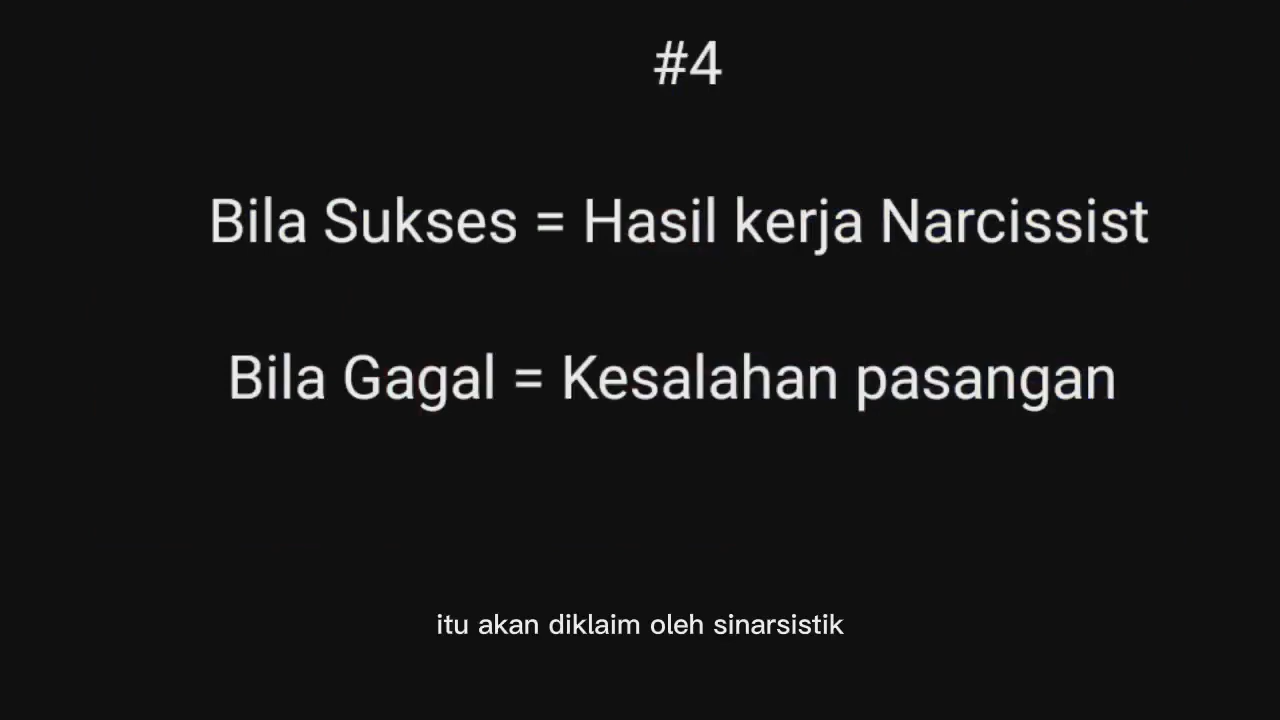 #4
Bila Sukses = Hasil kerja Narcissist
Bila Gagal = Kesalahan pasangan
itu akan diklaim oleh sinarsistik